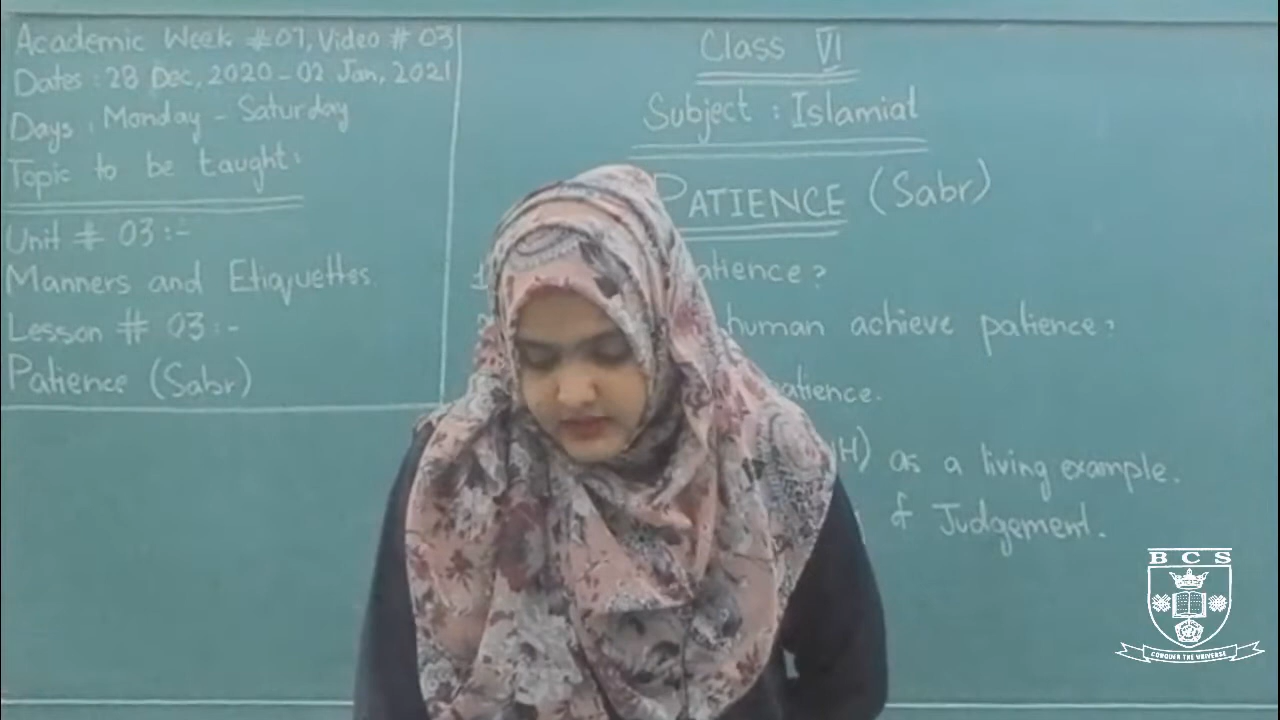 Academic Week #07, Video # 03
Dates : 28 Dec, 2020 - 02 Jan, 2021
Days : Monday - Saturday
Topic to be taught:
Unit # 03:-
Manners and Etiquettes.
Lesson # 03:-
Patience (Sabr)
Class VI
Subject : Islamiat
PATIENCE (Sabr)
atience?
human achieve patience?
atience.
H) as a living example.
of Judgement.
BCS
CONQUER THE UNIVERSE